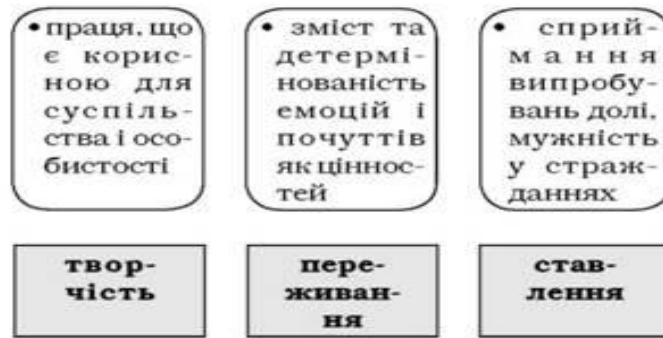 • праця, що
є корис-
ною для
суспіль-
ства і осо-
бистості
• зміст та
детермі-
нованість
емоцій і
почуттів
як ціннос-
тей
• сприй-
мання
випробу-
вань долі,
мужність
у страж-
даннях
твор-
чість
пере-
живан-
ня
став-
лення